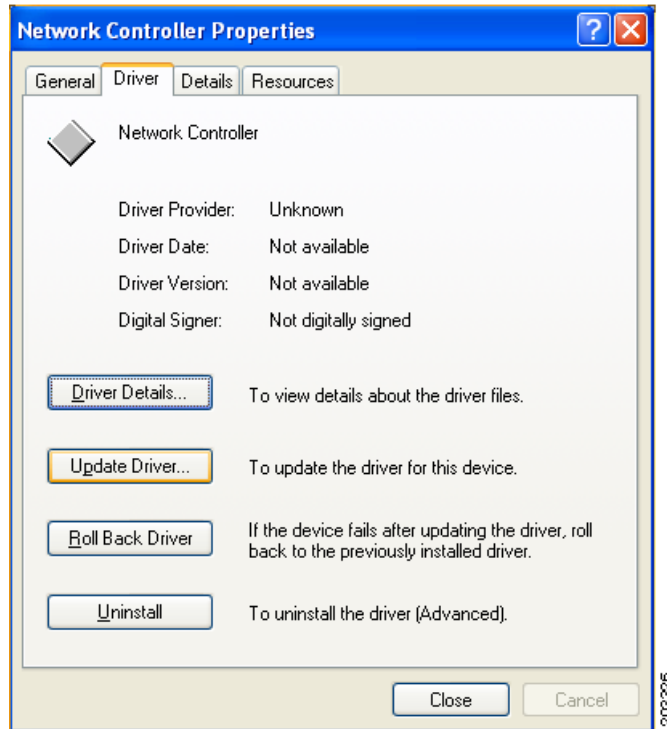 Network Controller Properties
General Driver Details Resources
Network Controller
Driver Provider: Unknown
Driver Date: Not available
Driver Version: Not available
Digital Signer: Not digitally signed
Driver Details... To view details about the driver files.
Update Driver... To update the driver for this device.
Roll Back Driver If the device fails after updating the driver, roll
back to the previously installed driver.
Uninstall To uninstall the driver (Advanced).
Close Cancel